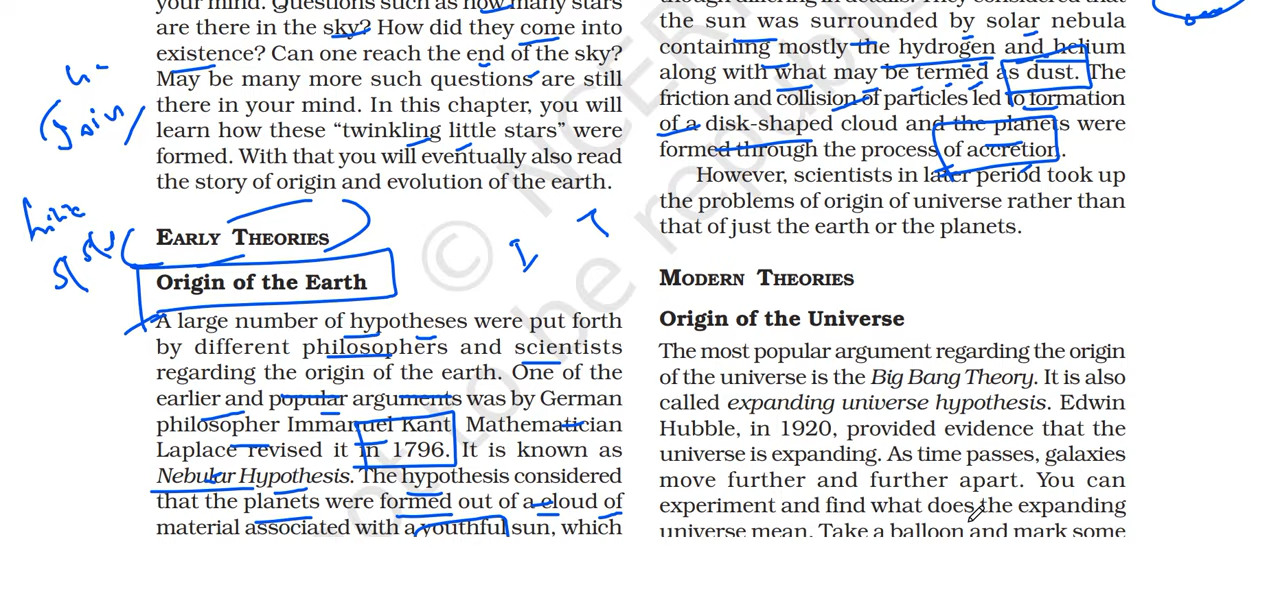 your mind. Questions such as how many stars
are there in the sky? How did they come into
existence? Can one reach the end of the sky?
May be many more such questions are still
there in your mind. In this chapter, you will
learn how these “twinkling little stars” were
formed. With that you will eventually also read
the story of origin and evolution of the earth.
EARLY THEORIES
Origin of the Earth
A large number of hypotheses were put forth
by different philosophers and scientists
regarding the origin of the earth. One of the
earlier and popular arguments was by German
philosopher Immanuel Kant. Mathematician
Laplace revised it in 1796. It is known as
Nebular Hypothesis. The hypothesis considered
that the planets were formed out of a cloud of
material associated with a youthful sun, which
the sun was surrounded by solar nebula
containing mostly the hydrogen and helium
along with what may be termed as dust. The
friction and collision of particles led to formation
of a disk-shaped cloud and the planets were
formed through the process of accretion.
However, scientists in later period took up
the problems of origin of universe rather than
that of just the earth or the planets.
MODERN THEORIES
Origin of the Universe
The most popular argument regarding the origin
of the universe is the Big Bang Theory. It is also
called expanding universe hypothesis. Edwin
Hubble, in 1920, provided evidence that the
universe is expanding. As time passes, galaxies
move further and further apart. You can
experiment and find what does the expanding
universe mean. Take a balloon and mark some
© NCER
not to be republi